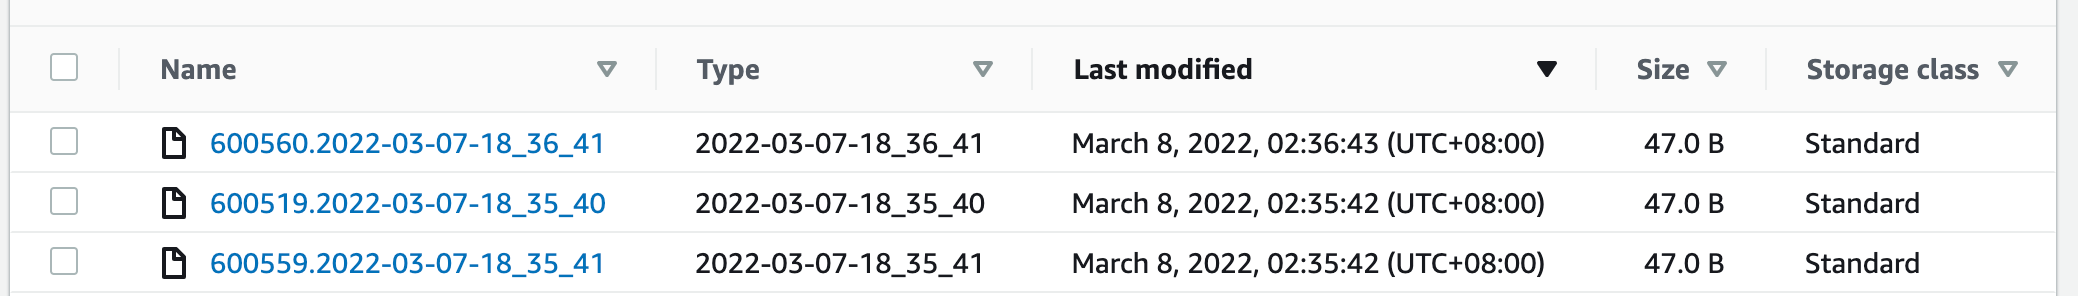 Name Type Last modified Size Storage class
600560.2022-03-07-18_36_41 2022-03-07-18_36_41 March 8, 2022, 02:36:43 (UTC+08:00) 47.0 B Standard
600519.2022-03-07-18_35_40 2022-03-07-18_35_40 March 8, 2022, 02:35:42 (UTC+08:00) 47.0 B Standard
600559.2022-03-07-18_35_41 2022-03-07-18_35_41 March 8, 2022, 02:35:42 (UTC+08:00) 47.0 B Standard